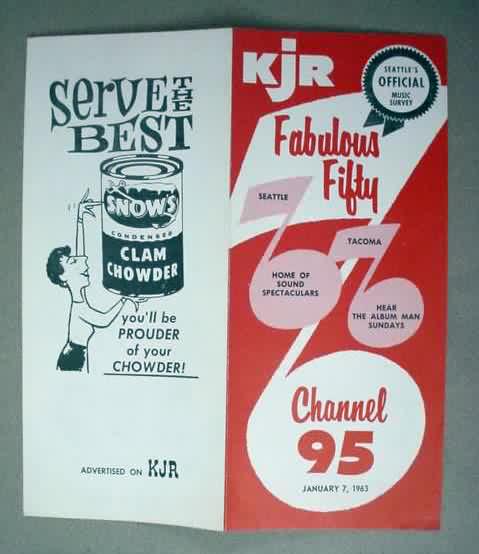 SERVE THE
BEST
SNOW'S
CONDENSED
CLAM
CHOWDER
you'll be
PROUDER
of your
CHOWDER!
ADVERTISED ON KJR
KJR
SEATTLE'S
OFFICIAL
MUSIC
SURVEY
Fabulous
Fifty
SEATTLE
TACOMA
HOME OF
SOUND
SPECTACULARS
HEAR
THE ALBUM MAN
SUNDAYS
Channel
95
JANUARY 7, 1963